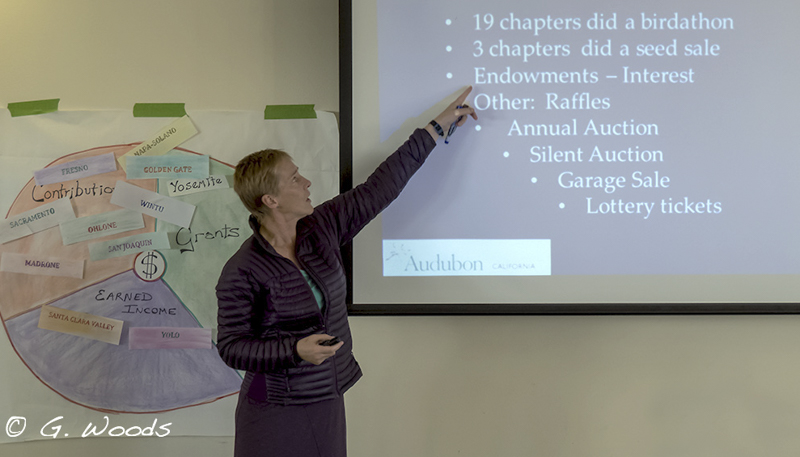 • 19 chapters did a birdathon
• 3 chapters did a seed sale
• Endowments – Interest
Other: Raffles
• Annual Auction
• Silent Auction
• Garage Sale
• Lottery tickets
Audubon CALIFORNIA
NAPA-SOLANO
FRESNO
GOLDEN GATE
Contributio
Yosemite
WINTU
SACRAMENTO
OHLONE
Grants
SAN JOAQUIN
MADRONE
$
EARNED
INCOME
SANTA CLARA VALLEY
YOLO
© G. Woods